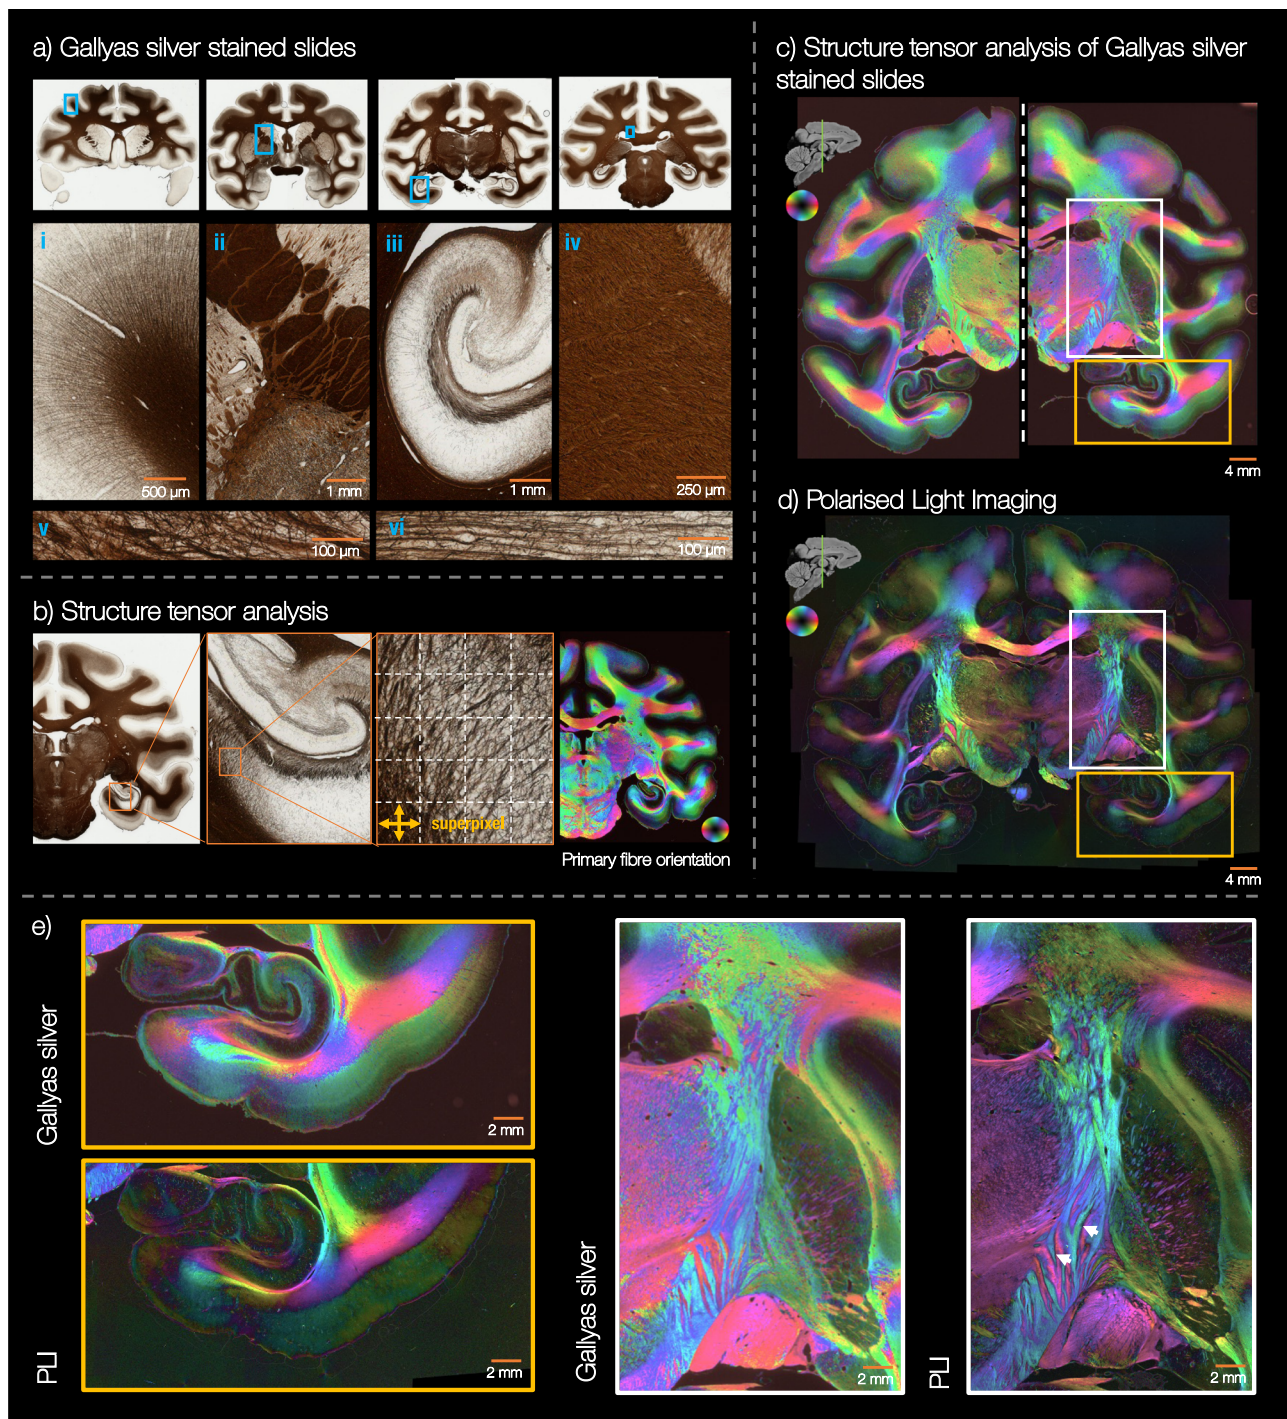 a) Gallyas silver stained slides
i
ii
iii
iv
500 µm
1 mm
1 mm
250 µm
v
100 µm
vi
100 µm
b) Structure tensor analysis
superpixel
Primary fibre orientation
c) Structure tensor analysis of Gallyas silver
stained slides
4 mm
d) Polarised Light Imaging
4 mm
e)
Gallyas silver
2 mm
PLI
2 mm
Gallyas silver
2 mm
PLI
2 mm